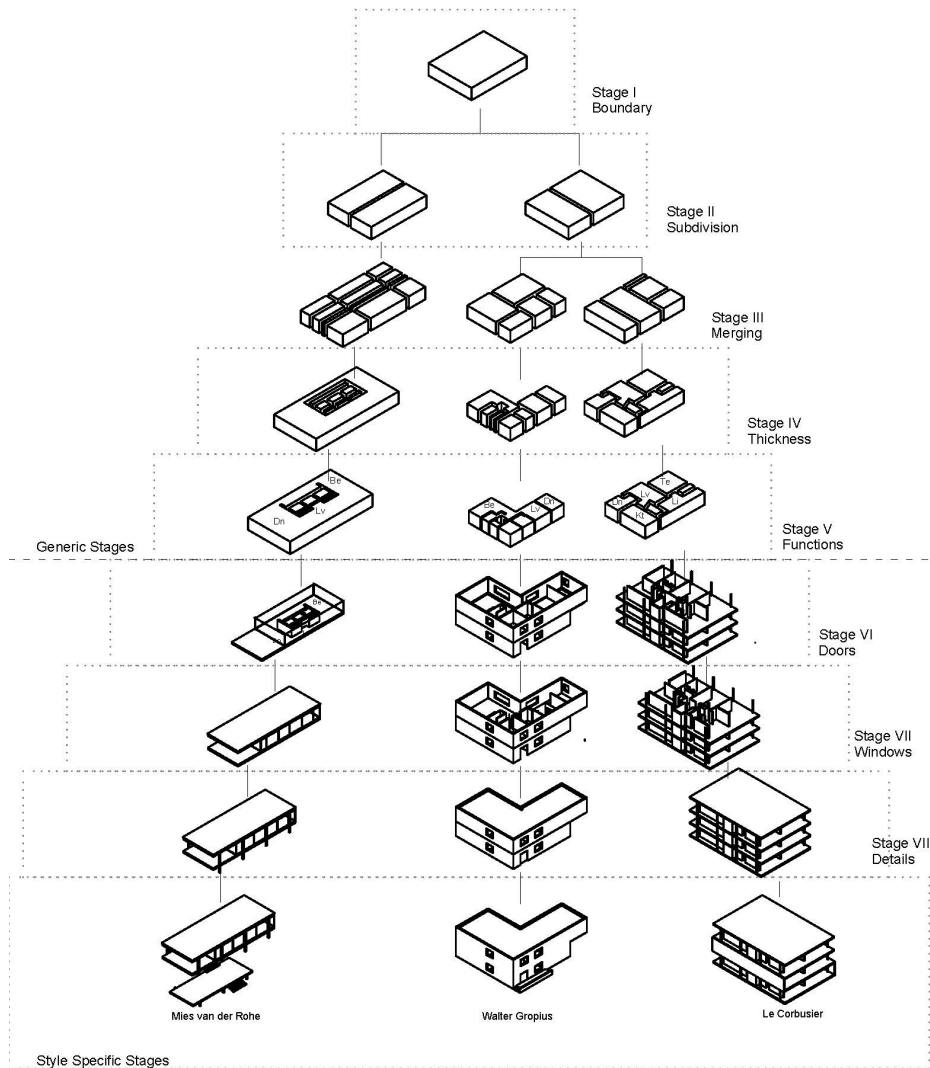 Stage I
Boundary
Stage II
Subdivision
Stage III
Merging
Stage IV
Thickness
Be
Dn
Lv
Be
Dn
Lv
Te
Dn
Lv
Li
Kt
Stage V
Functions
Generic Stages
Be
Stage VI
Doors
Stage VII
Windows
Stage VII
Details
Mies van der Rohe
Walter Gropius
Le Corbusier
Style Specific Stages